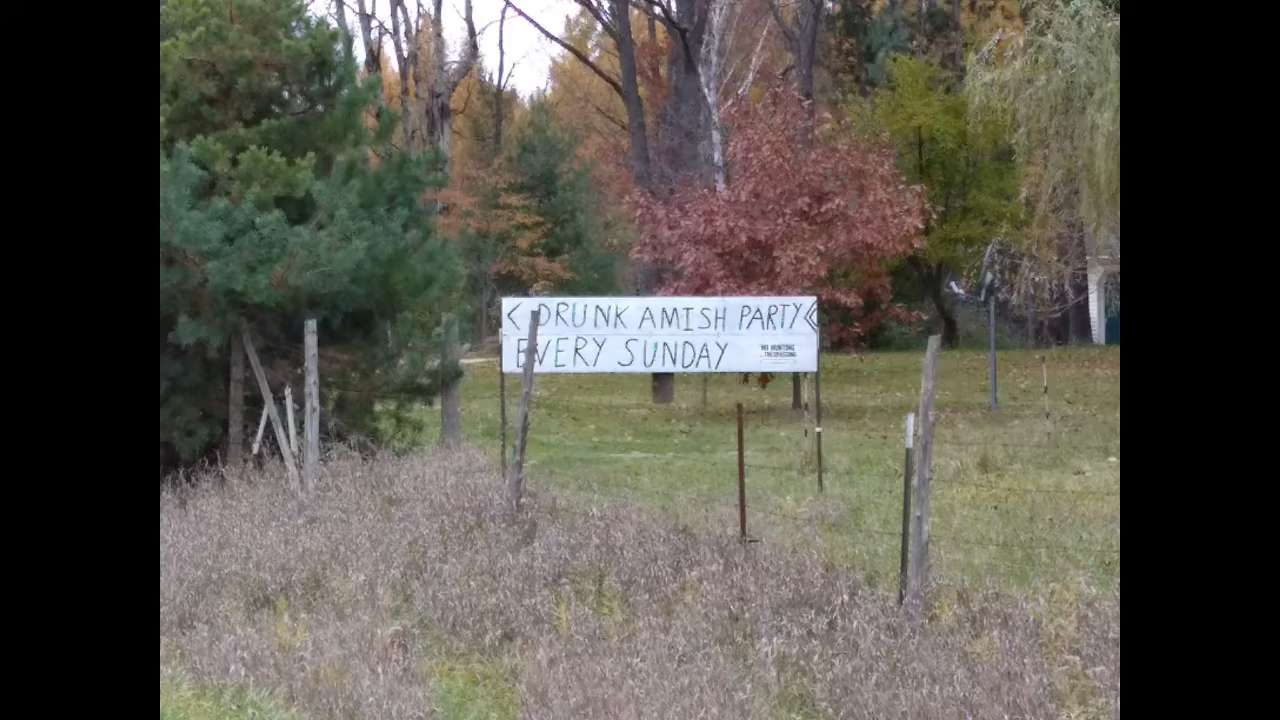 < DRUNK AMISH PARTY <
EVERY SUNDAY
NO HUNTING
TRESPASSING